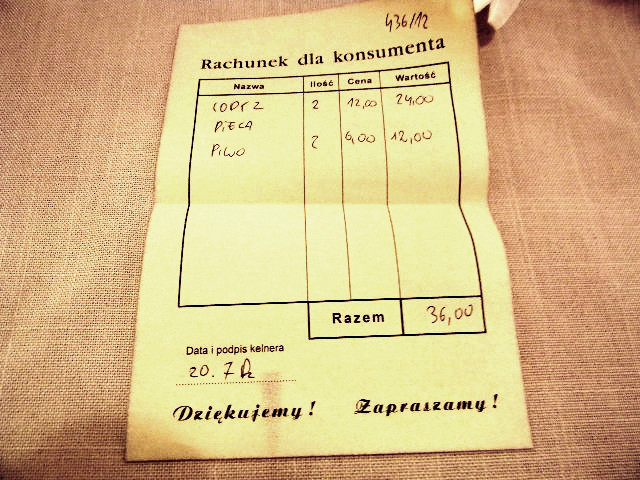 436/12
Rachunek dla konsumenta
Nazwa Ilość Cena Wartość
COPI Z 2 12,00 24,00
PIECA
PIWO 2 6,00 12,00
Razem 36,00
Data i podpis kelnera
20. 7
Dziękujemy! Zapraszamy!